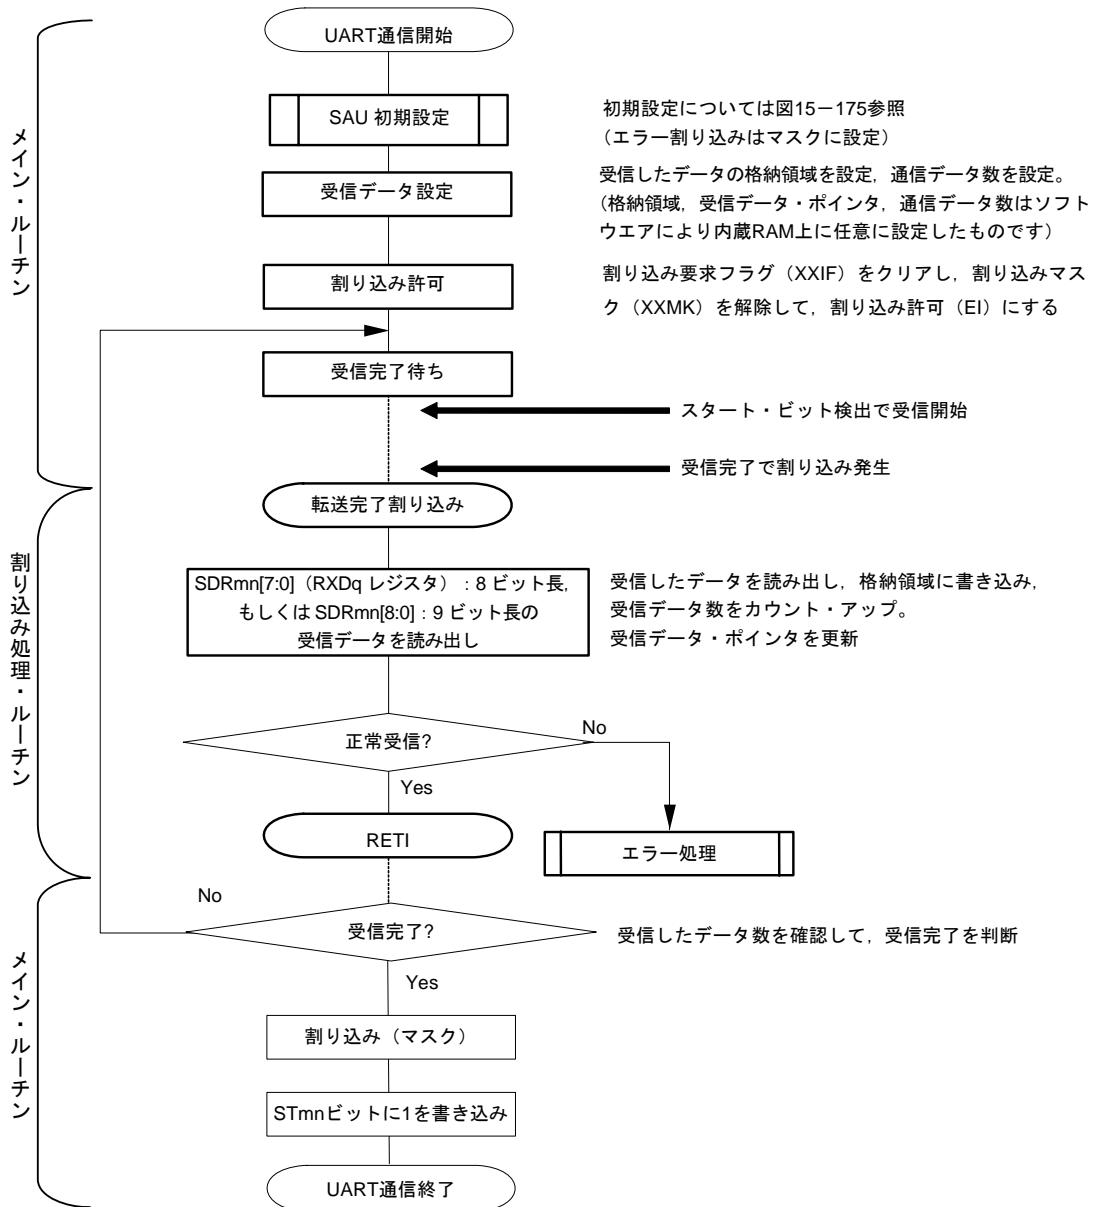 UART通信開始
SAU 初期設定
初期設定については図15－175参照
（エラー割り込みはマスクに設定）
受信データ設定
受信したデータの格納領域を設定，通信データ数を設定。
(格納領域，受信データ・ポインタ，通信データ数はソフト
ウエアにより内蔵RAM上に任意に設定したものです）
割り込み許可
割り込み要求フラグ（XXIF）をクリアし，割り込みマス
ク（XXMK）を解除して，割り込み許可（EI）にする
メイン・ルーチン
受信完了待ち
スタート・ビット検出で受信開始
受信完了で割り込み発生
転送完了割り込み
SDRmn[7:0]（RXDq レジスタ）：8 ビット長，
もしくは SDRmn[8:0]：9 ビット長の
受信データを読み出し
受信したデータを読み出し，格納領域に書き込み，
受信データ数をカウント・アップ。
受信データ・ポインタを更新
割り込み処理・ルーチン
正常受信?
No
Yes
RETI
エラー処理
No
受信完了?
受信したデータ数を確認して，受信完了を判断
Yes
メイン・ルーチン
割り込み（マスク）
STmnビットに1を書き込み
UART通信終了